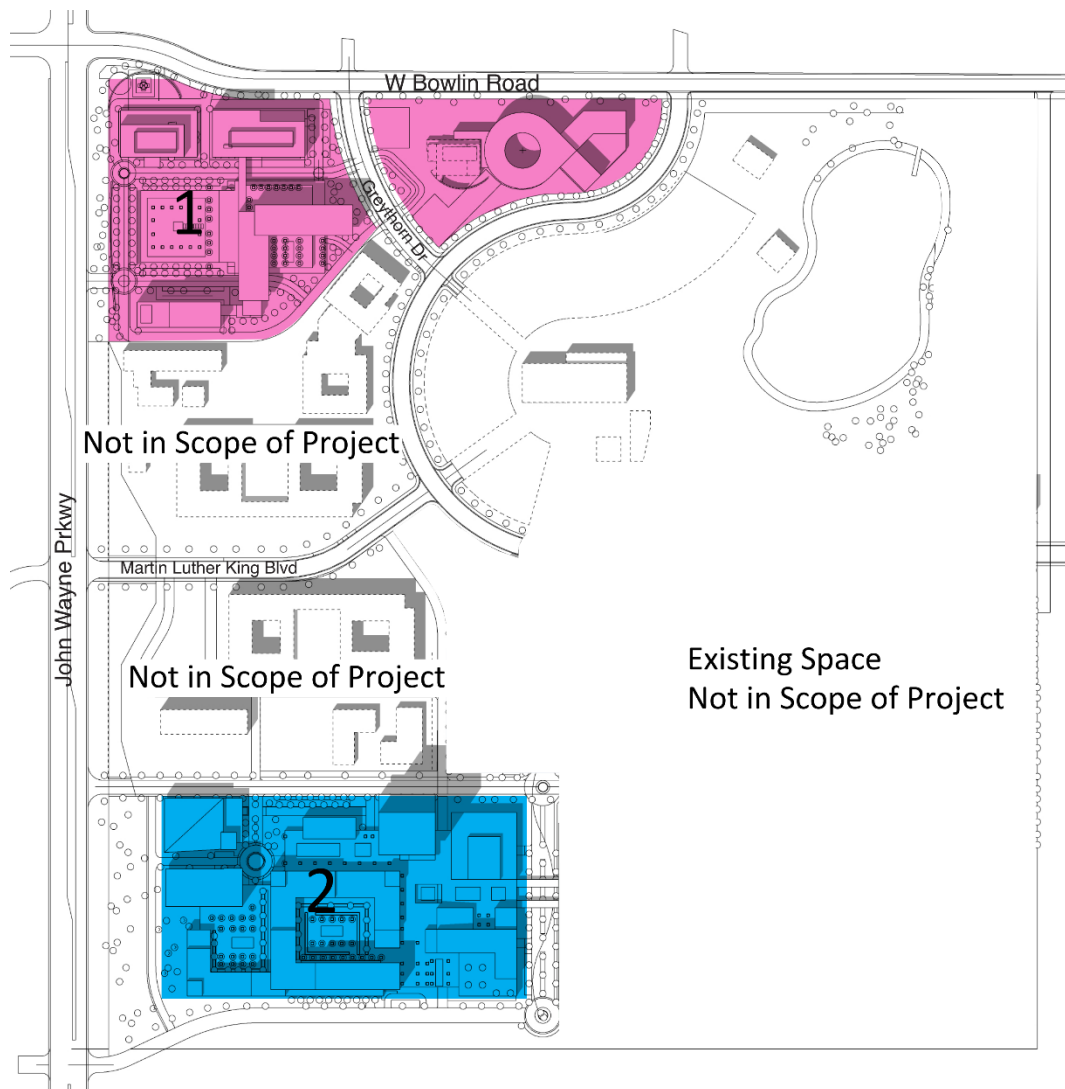 W Bowlin Road
1
Greythorn Dr
Not in Scope of Project
John Wayne Prkwy
Martin Luther King Blvd
Not in Scope of Project
Existing Space
Not in Scope of Project
2